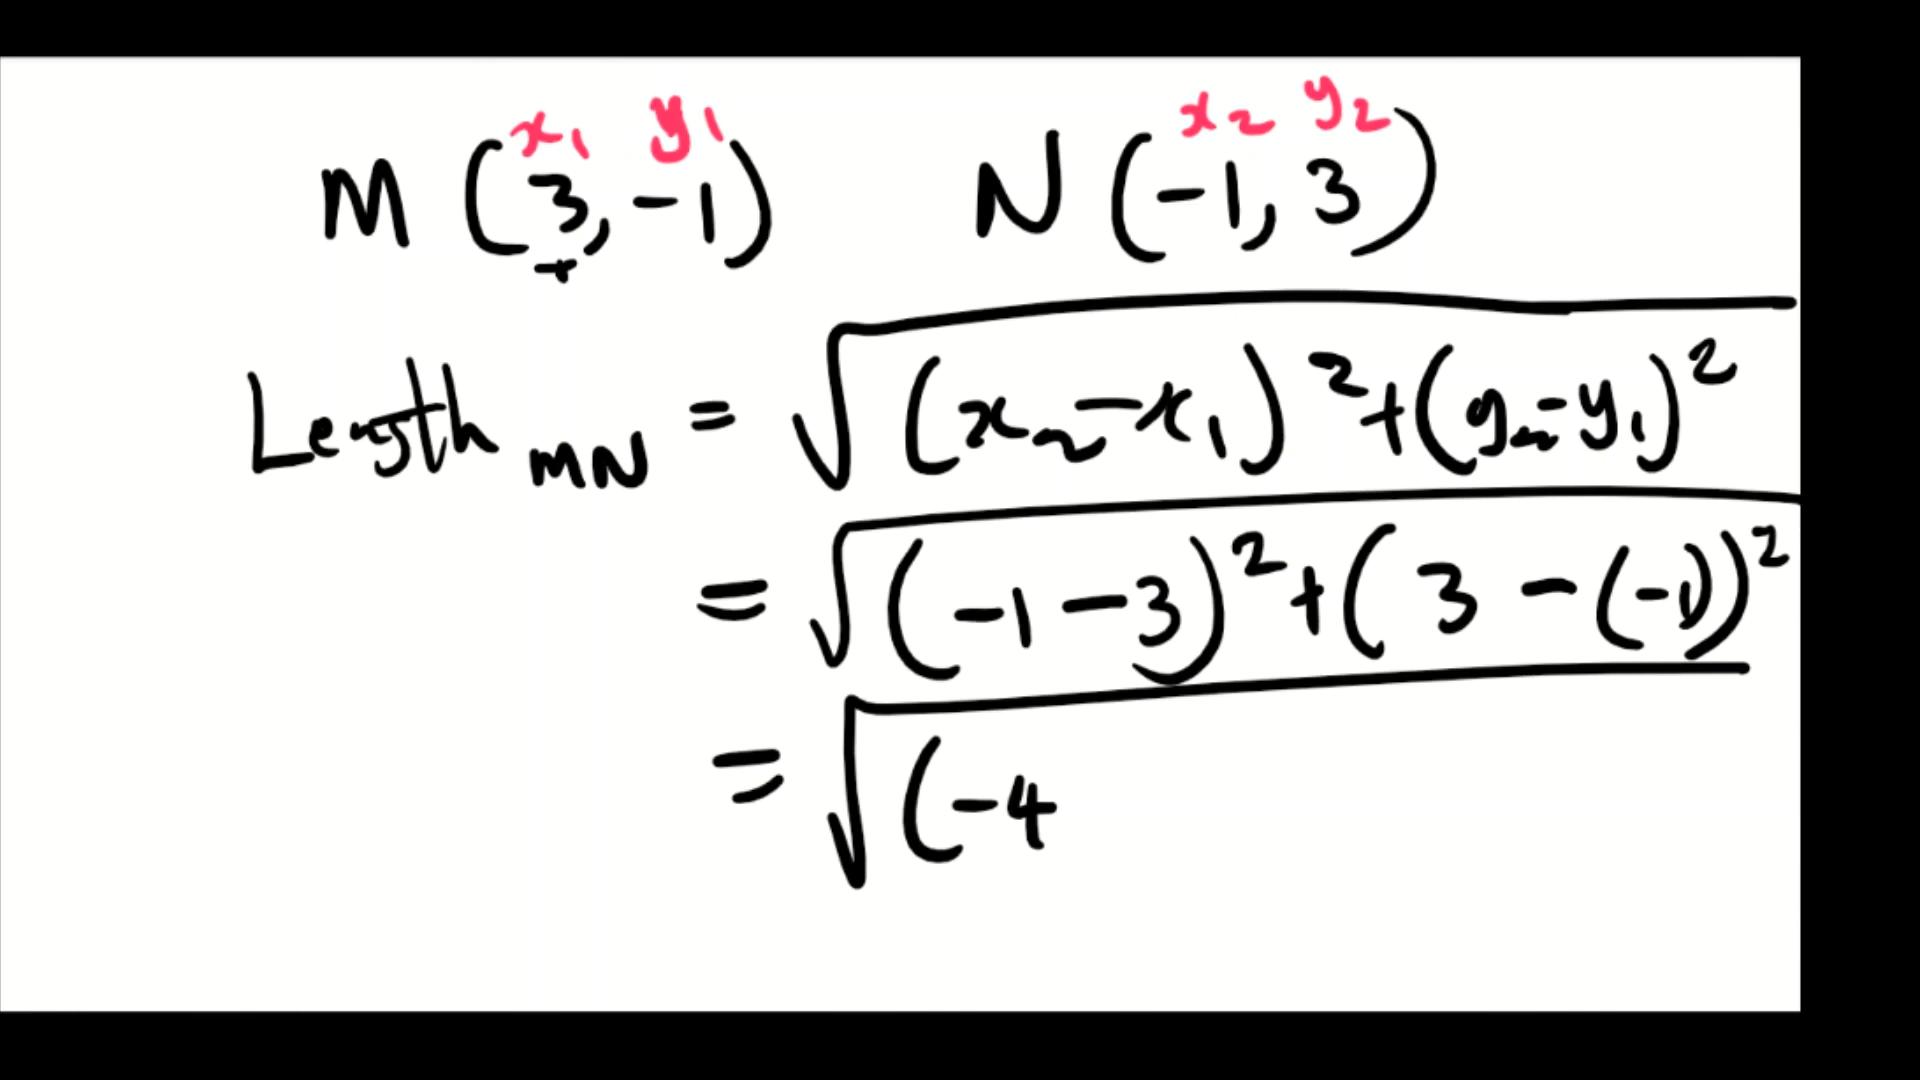 x₁ y₁ x₂ y₂
M (3, -1) N (-1, 3)
+
Length MN = √(x₂-x₁)²+(y₂-y₁)²
= √(-1-3)²+(3-(-1))²
= √(-4